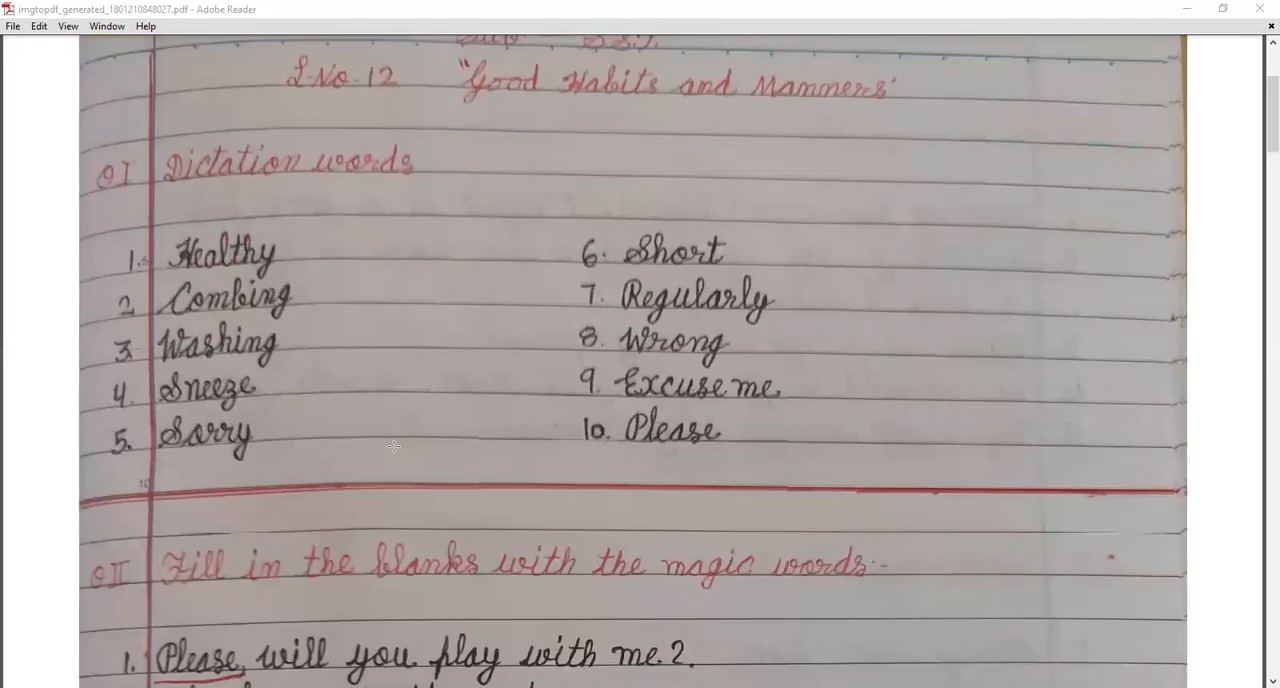 imgtopdf_generated_1801210848027.pdf - Adobe Reader
File Edit View Window Help
L.No.12 "Good Habits and Manners"
QI Dictation words
1. Healthy 6. Short
2. Combing 7. Regularly
3. Washing 8. Wrong
4. Sneeze 9. Excuse me.
5. Sorry 10. Please
QII Fill in the blanks with the magic words:-
1. Please, will you play with me?.